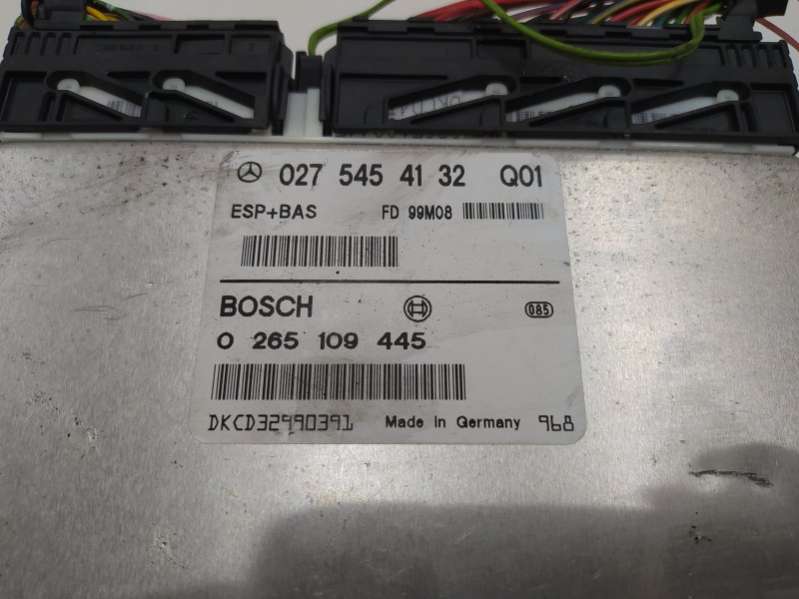 027 545 41 32 Q01
ESP+BAS FD 99M08
BOSCH 085
0 265 109 445
DKCD32990391 Made in Germany 968